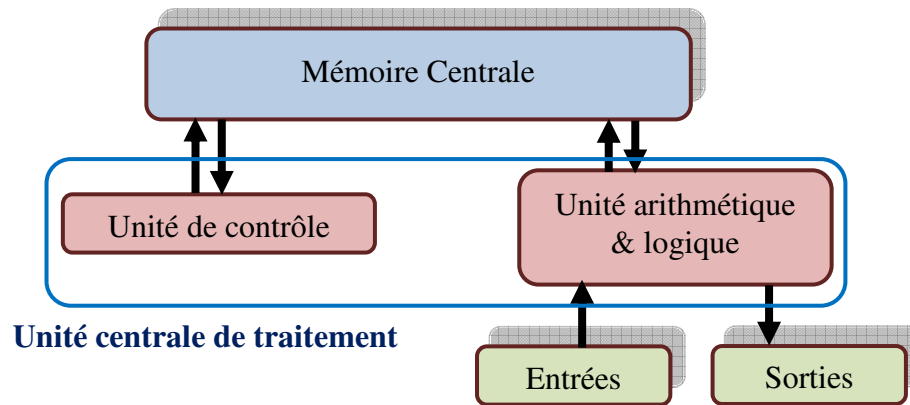 Mémoire Centrale
Unité de contrôle
Unité arithmétique
& logique
Unité centrale de traitement
Entrées
Sorties